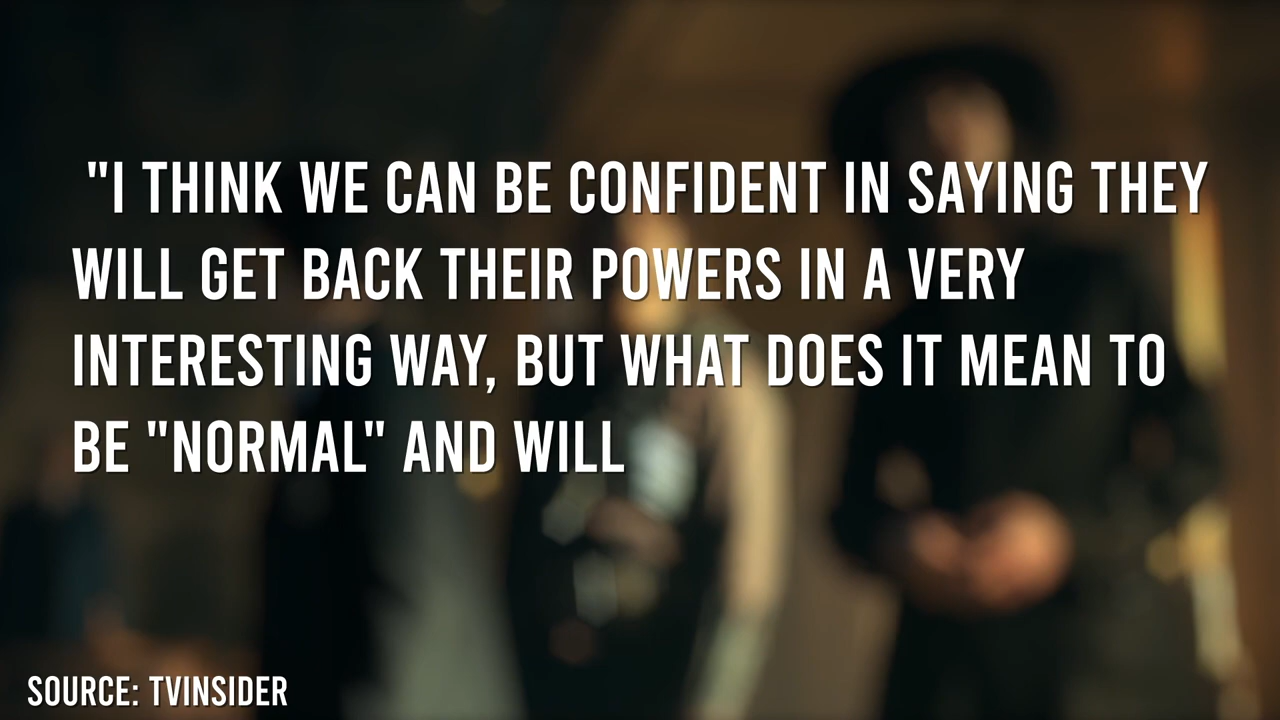 "I THINK WE CAN BE CONFIDENT IN SAYING THEY
WILL GET BACK THEIR POWERS IN A VERY
INTERESTING WAY, BUT WHAT DOES IT MEAN TO
BE "NORMAL" AND WILL
SOURCE: TVINSIDER